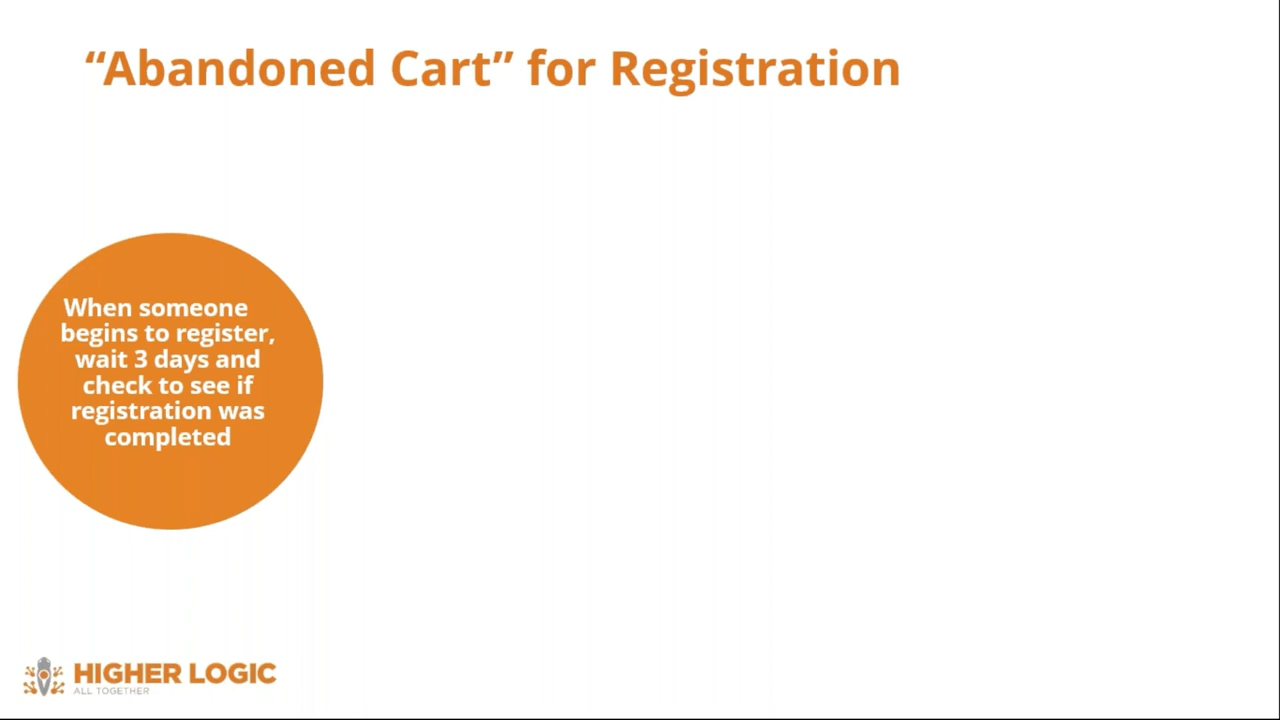 “Abandoned Cart” for Registration
When someone
begins to register,
wait 3 days and
check to see if
registration was
completed
HIGHER LOGIC
ALL TOGETHER